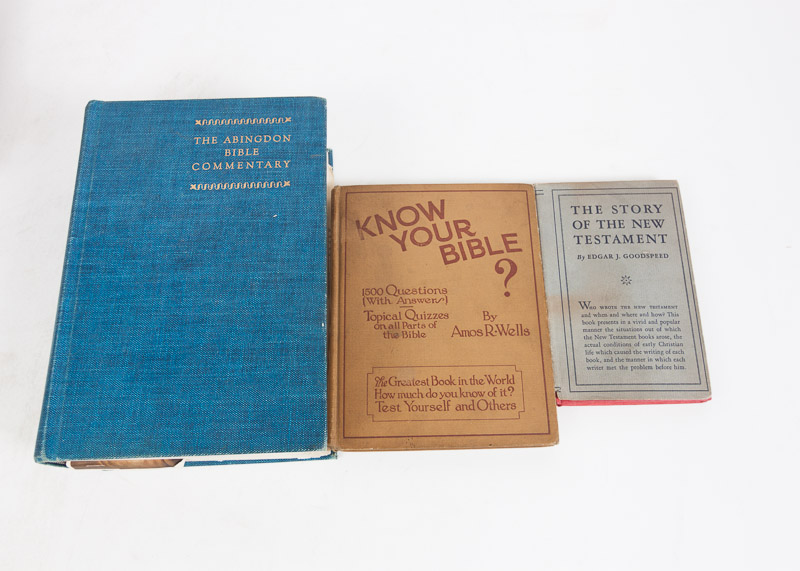 THE ABINGDON
BIBLE
COMMENTARY
KNOW
YOUR
BIBLE
?
1500 Questions
(With Answers)
Topical Quizzes
on all Parts of
the Bible
By
Amos R. Wells
The Greatest Book in the World
How much do you know of it?
Test Yourself and Others
THE STORY
OF THE NEW
TESTAMENT
By EDGAR J. GOODSPEED
WHO WROTE THE NEW TESTAMENT
and when and where and how? This
book presents in a vivid and popular
manner the situations out of which
the New Testament books arose, the
actual conditions of early Christian
life which caused the writing of each
book, and the manner in which each
writer met the problem before him.